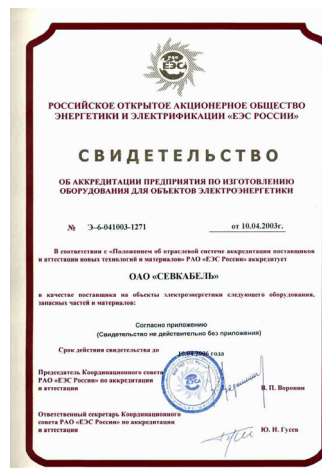 РАО
ЕЭС
РОССИЙСКОЕ ОТКРЫТОЕ АКЦИОНЕРНОЕ ОБЩЕСТВО
ЭНЕРГЕТИКИ И ЭЛЕКТРИФИКАЦИИ «ЕЭС РОССИИ»
СВИДЕТЕЛЬСТВО
ОБ АККРЕДИТАЦИИ ПРЕДПРИЯТИЯ ПО ИЗГОТОВЛЕНИЮ
ОБОРУДОВАНИЯ ДЛЯ ОБЪЕКТОВ ЭЛЕКТРОЭНЕРГЕТИКИ
№ Э–6-041003-1271 от 10.04.2003г.
В соответствии с «Положением об отраслевой системе аккредитации поставщиков
и аттестации новых технологий и материалов» РАО «ЕЭС России» аккредитует
ОАО «СЕВКАБЕЛЬ»
в качестве поставщика на объекты электроэнергетики следующего оборудования,
запасных частей и материалов:
Согласно приложению
(Свидетельство не действительно без приложения)
Срок действия свидетельства до 10.04.2006 года
Председатель Координационного совета
РАО «ЕЭС России» по аккредитации
и аттестации В. П. Воронин
Ответственный секретарь Координационного
совета РАО «ЕЭС России» по аккредитации
и аттестации Ю. И. Гусев